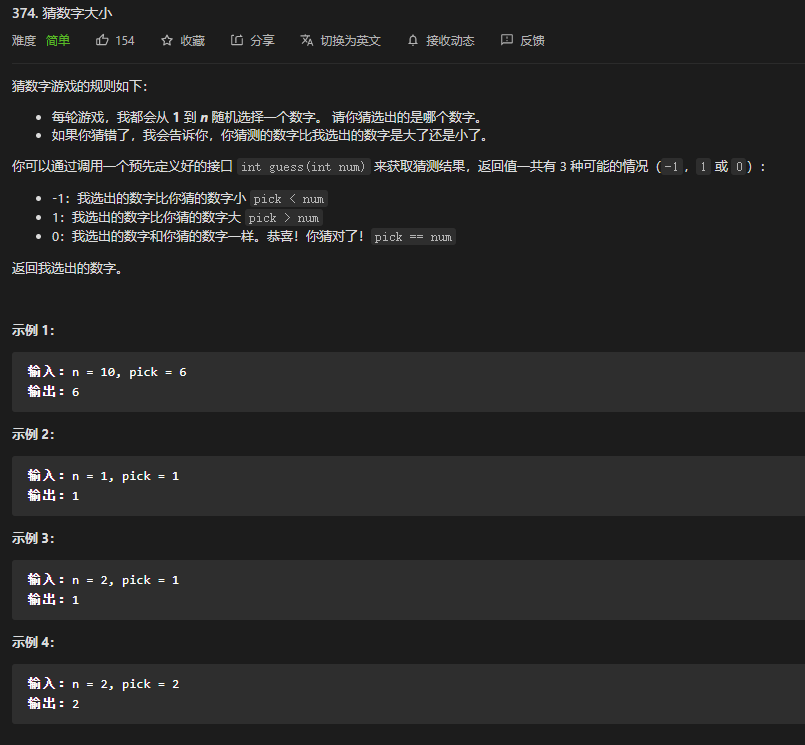 374. 猜数字大小
难度 简单 154 收藏 分享 切换为英文 接收动态 反馈
猜数字游戏的规则如下：
每轮游戏，我都会从 1 到 n 随机选择一个数字。 请你猜选出的是哪个数字。
如果你猜错了，我会告诉你，你猜测的数字比我选出的数字是大了还是小了。
你可以通过调用一个预先定义好的接口 int guess(int num) 来获取猜测结果，返回值一共有 3 种可能的情况（-1，1 或 0）：
-1：我选出的数字比你猜的数字小 pick < num
1：我选出的数字比你猜的数字大 pick > num
0：我选出的数字和你猜的数字一样。恭喜！你猜对了！pick == num
返回我选出的数字。
示例 1：
输入：n = 10, pick = 6
输出：6
示例 2：
输入：n = 1, pick = 1
输出：1
示例 3：
输入：n = 2, pick = 1
输出：1
示例 4：
输入：n = 2, pick = 2
输出：2